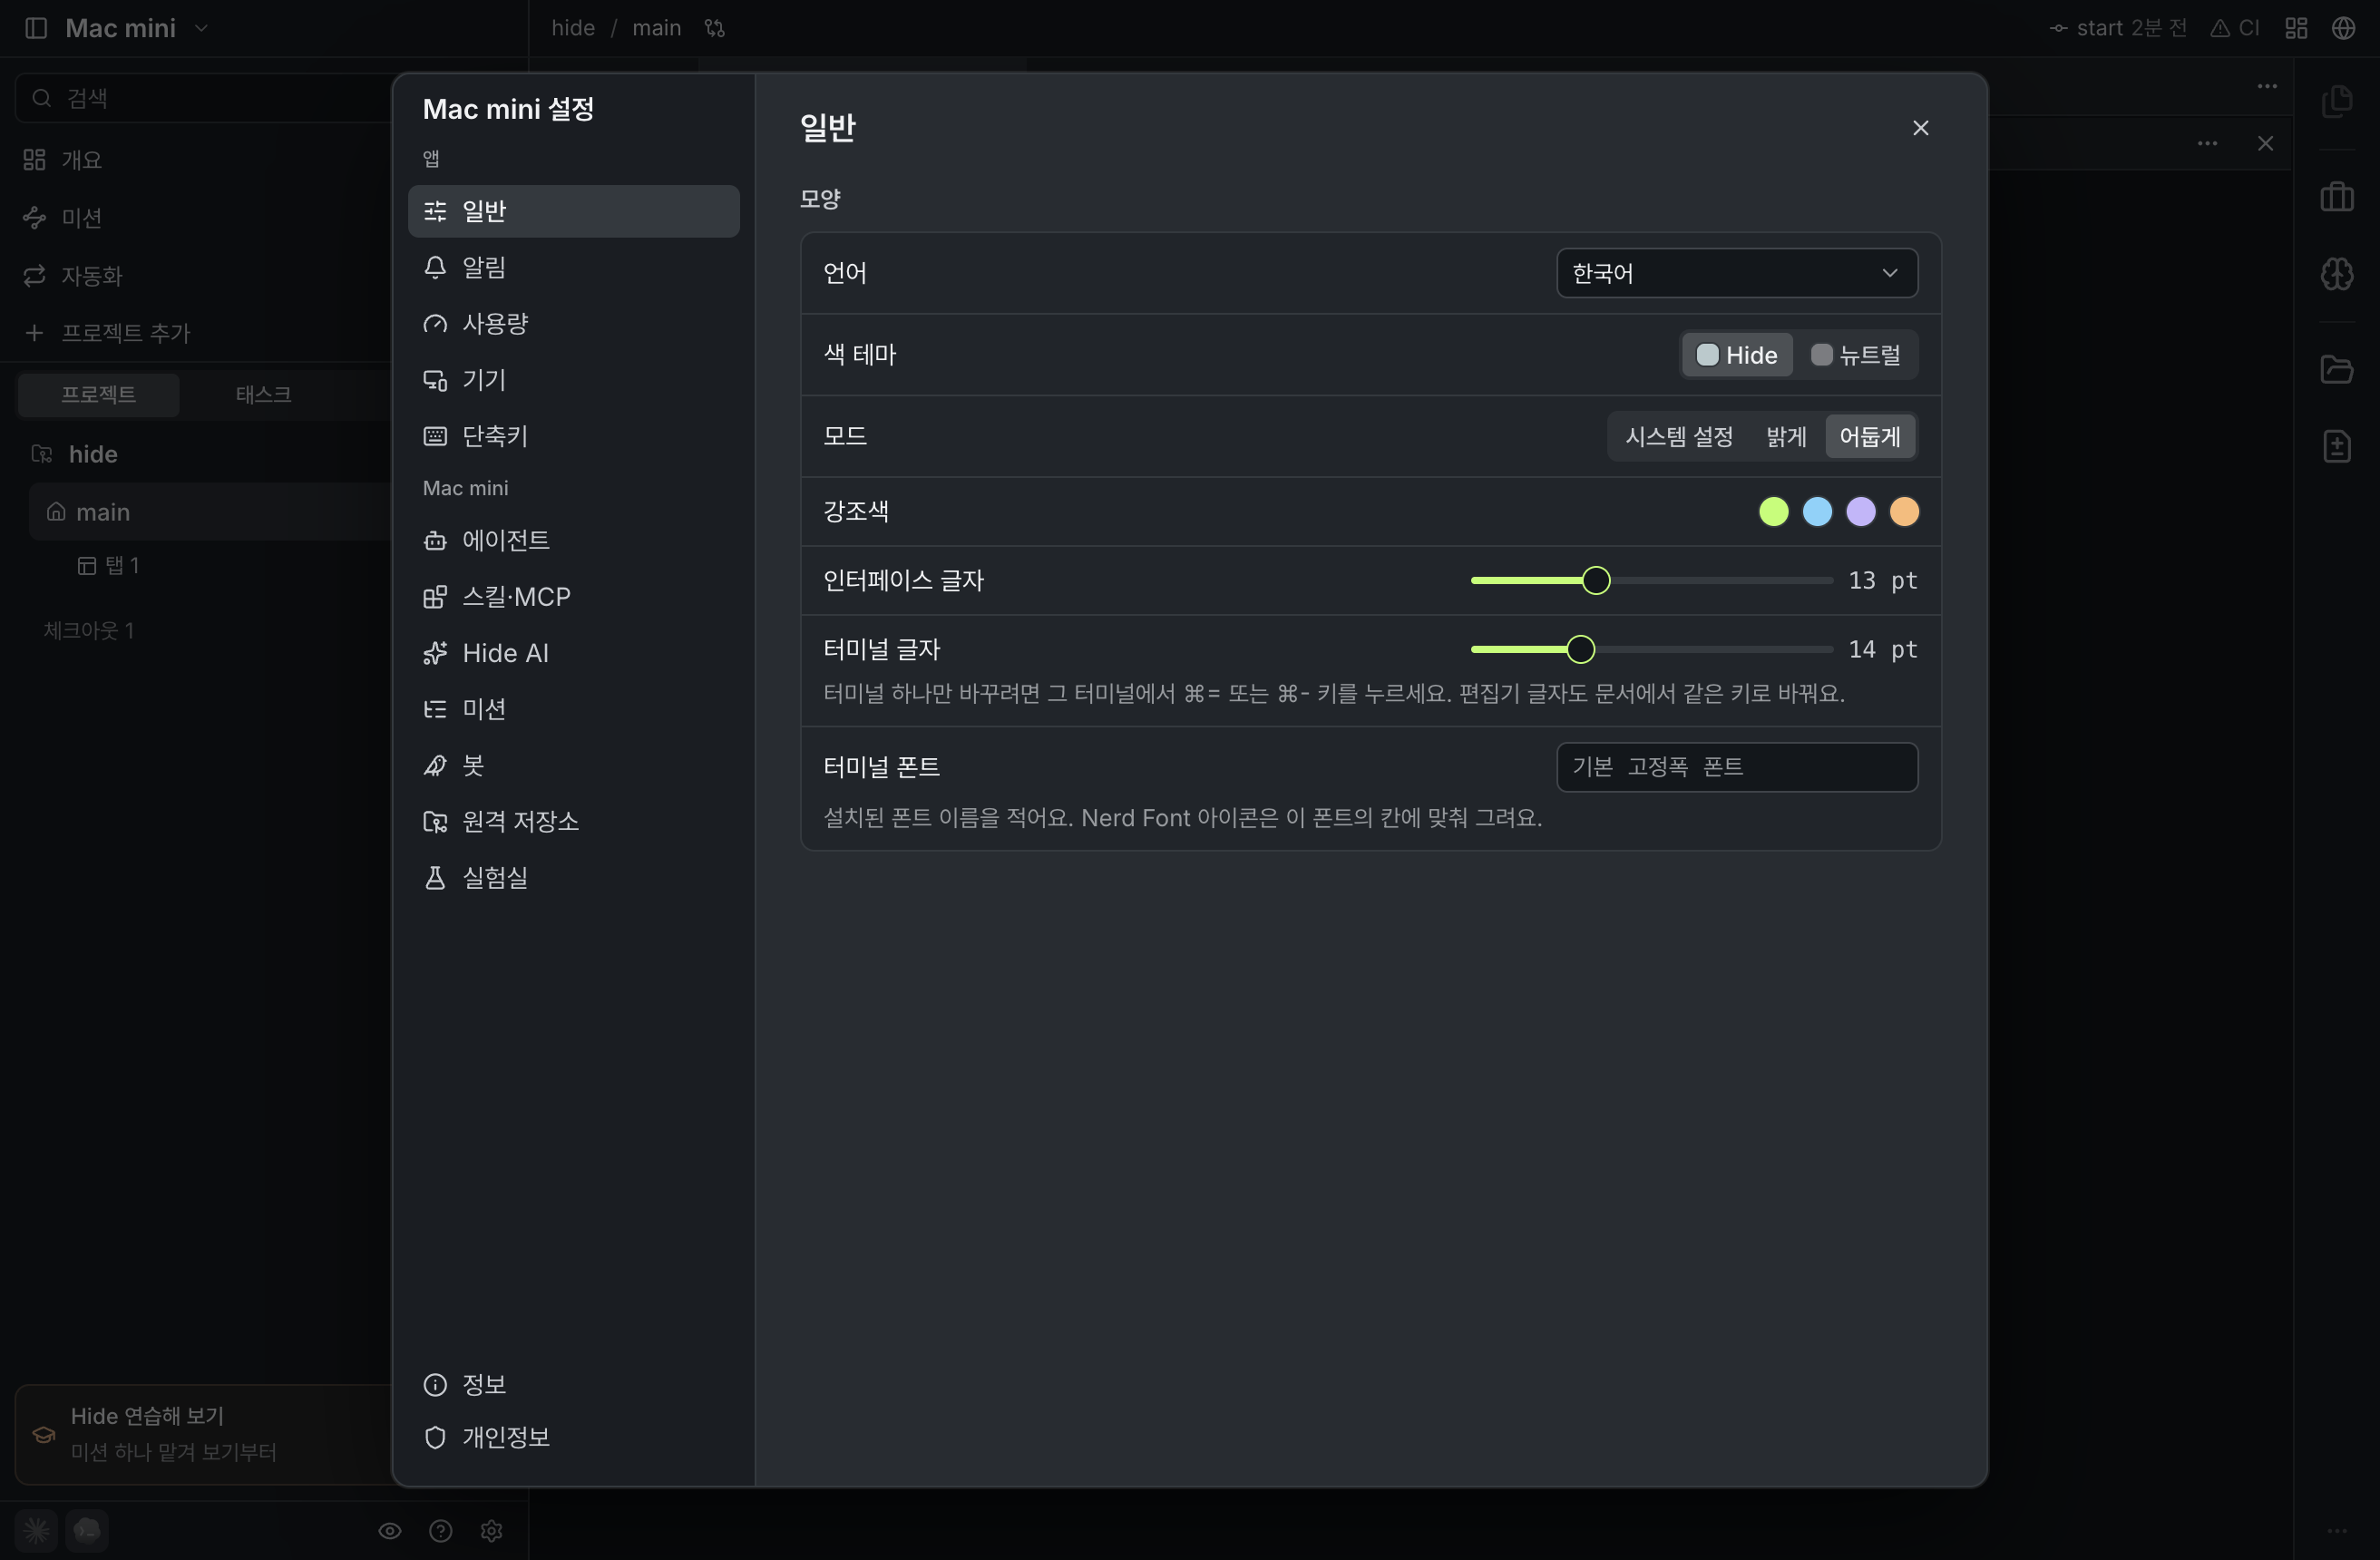 Mac mini
hide / main
start 2분 전
CI
검색
개요
미션
자동화
프로젝트 추가
프로젝트
태스크
hide
main
탭 1
체크아웃 1
Hide 연습해 보기
미션 하나 맡겨 보기부터
Mac mini 설정
앱
일반
알림
사용량
기기
단축키
Mac mini
에이전트
스킬·MCP
Hide AI
미션
봇
원격 저장소
실험실
정보
개인정보
일반
모양
언어
한국어
색 테마
Hide
뉴트럴
모드
시스템 설정
밝게
어둡게
강조색
인터페이스 글자
13 pt
터미널 글자
14 pt
터미널 하나만 바꾸려면 그 터미널에서 ⌘= 또는 ⌘- 키를 누르세요. 편집기 글자도 문서에서 같은 키로 바꿔요.
터미널 폰트
기본 고정폭 폰트
설치된 폰트 이름을 적어요. Nerd Font 아이콘은 이 폰트의 칸에 맞춰 그려요.